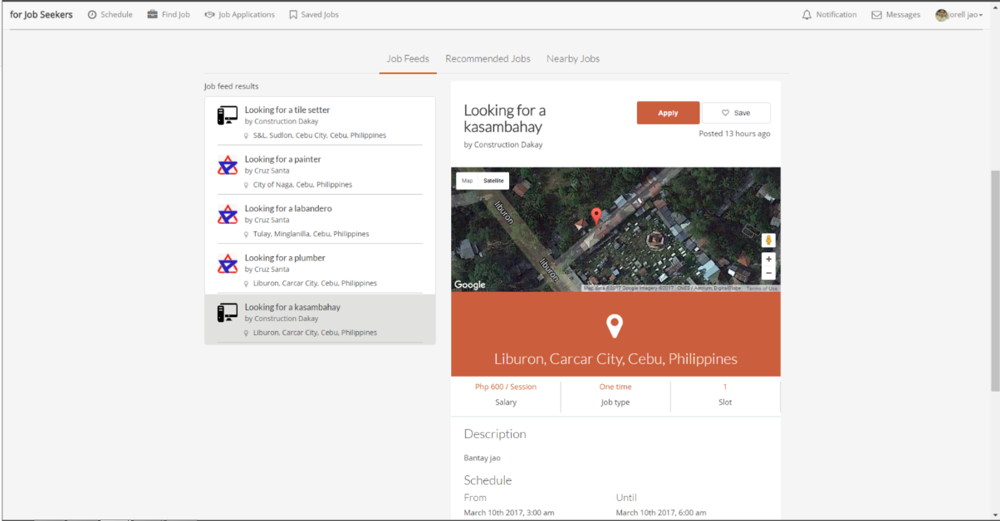 for Job Seekers Schedule Find Job Job Applications Saved Jobs Notification Messages jorell jao
Job Feeds Recommended Jobs Nearby Jobs
Job feed results
Looking for a tile setter
by Construction Dakay
S&L, Sudlon, Cebu City, Cebu, Philippines
Looking for a painter
by Cruz Santa
City of Naga, Cebu, Philippines
Looking for a labandero
by Cruz Santa
Tulay, Minglanilla, Cebu, Philippines
Looking for a plumber
by Cruz Santa
Liburon, Carcar City, Cebu, Philippines
Looking for a kasambahay
by Construction Dakay
Liburon, Carcar City, Cebu, Philippines
Looking for a
kasambahay
by Construction Dakay
Apply Save
Posted 13 hours ago
Map Satellite
liburon
liburon
Google
Map data ©2017 Google Imagery ©2017 , CNES / Astrium, DigitalGlobe Terms of Use
Liburon, Carcar City, Cebu, Philippines
Php 600 / Session One time 1
Salary Job type Slot
Description
Bantay jao
Schedule
From Until
March 10th 2017, 3:00 am March 10th 2017, 6:00 am